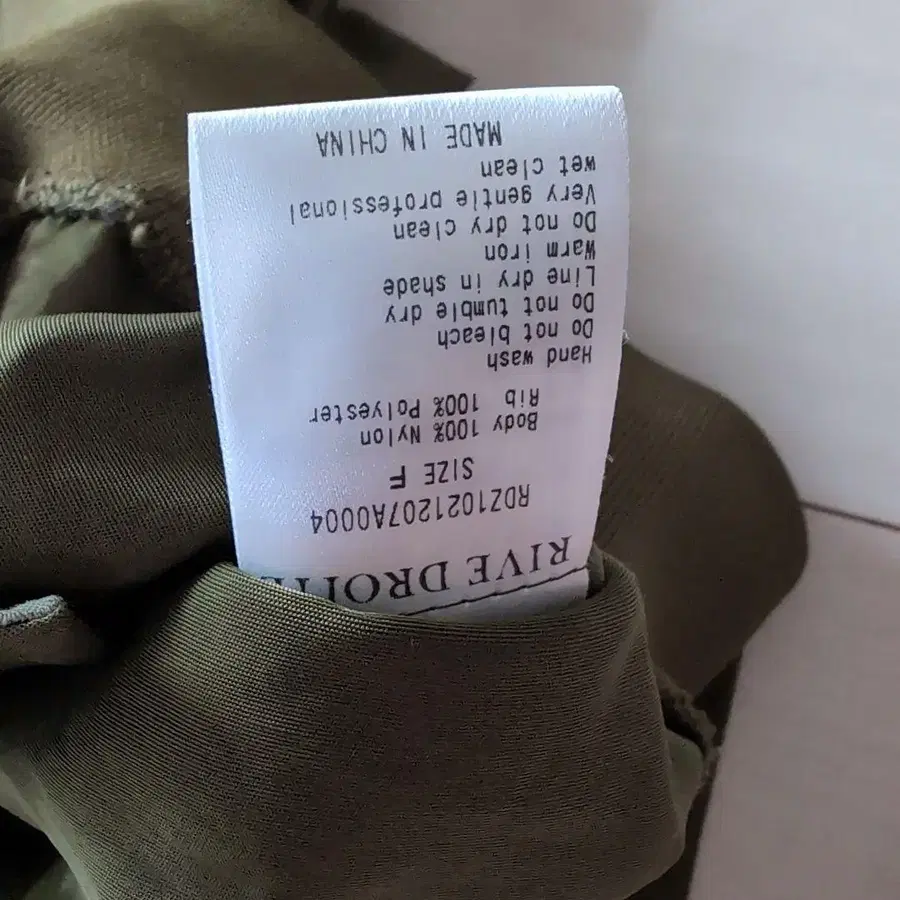 RIVE DROITE
RDZ1021207A0004
SIZE F
Body 100% Nylon
Rib 100% Polyester
Hand wash
Do not bleach
Do not tumble dry
Line dry in shade
Warm iron
Do not dry clean
Very gentle professional
wet clean
MADE IN CHINA